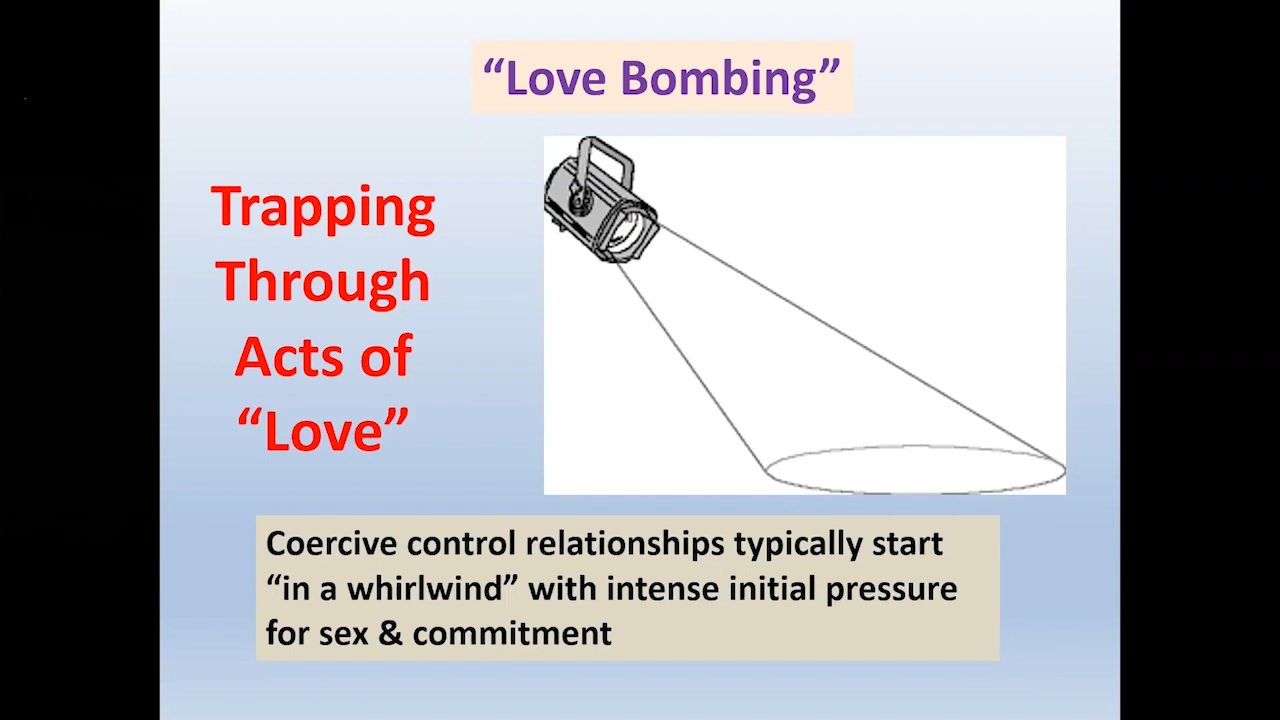 “Love Bombing”
Trapping
Through
Acts of
“Love”
Coercive control relationships typically start
“in a whirlwind” with intense initial pressure
for sex & commitment